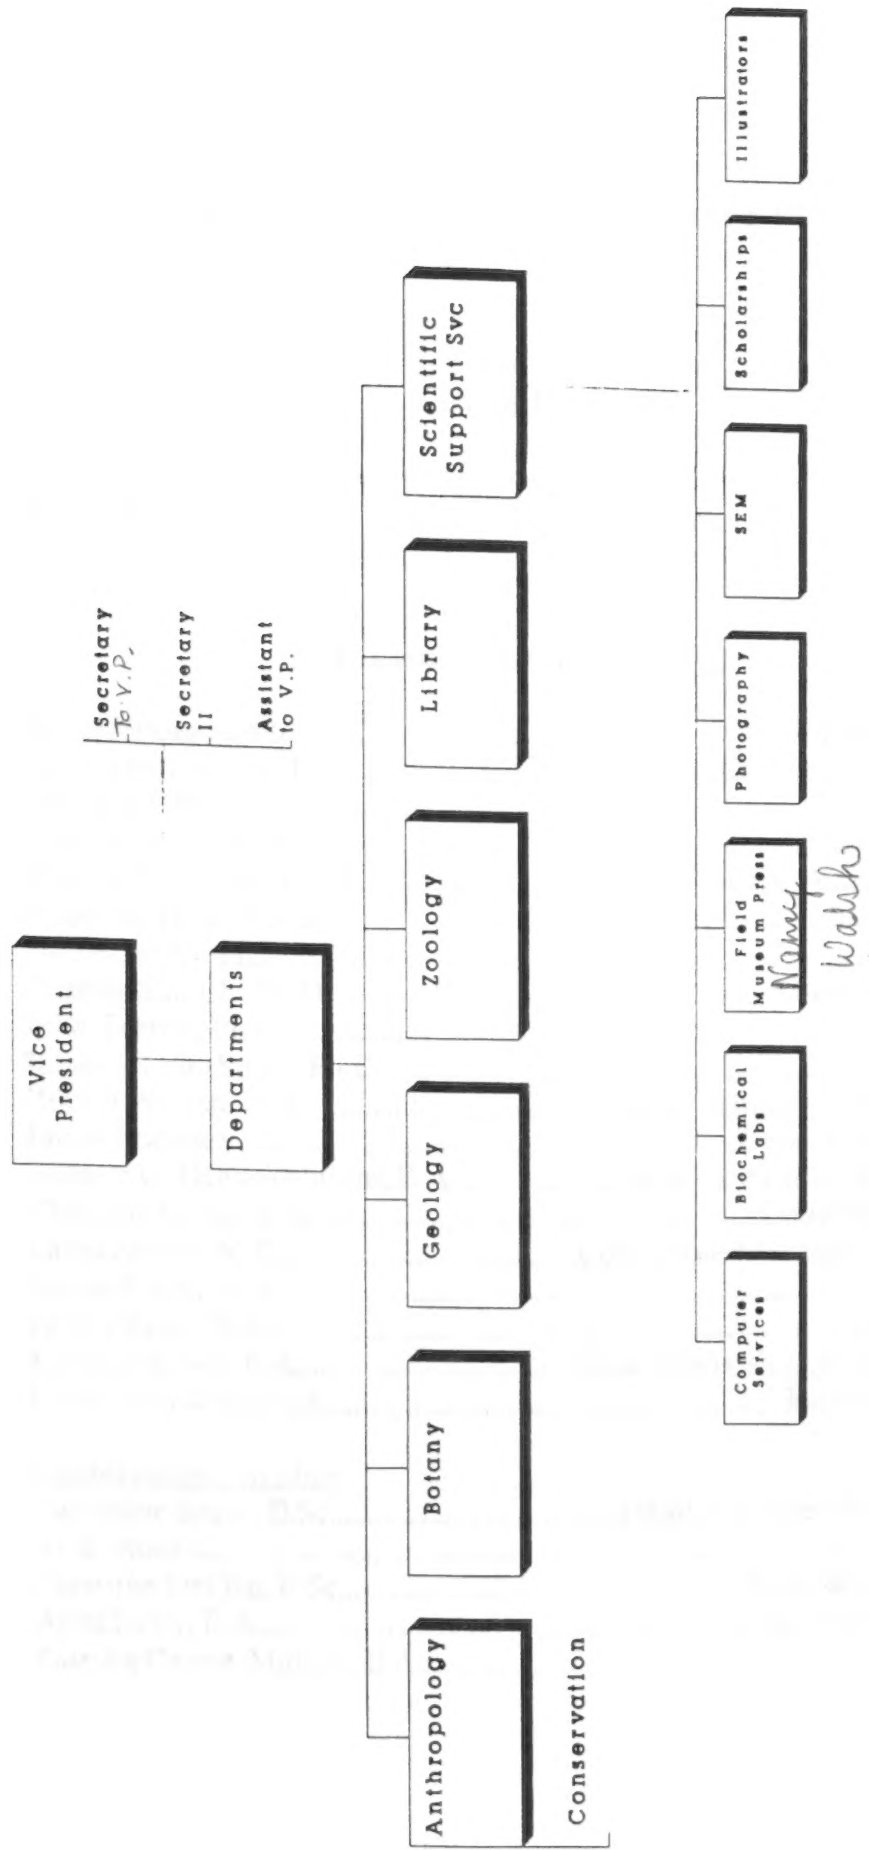 Vice
President
Secretary
To V.P.
Secretary
II
Assistant
to V.P.
Departments
Anthropology
Conservation
Botany
Geology
Zoology
Library
Scientific
Support Svc
Computer
Services
Biochemical
Labs
Field
Museum Press
Nancy
Walsh
Photography
SEM
Scholarships
Illustrators